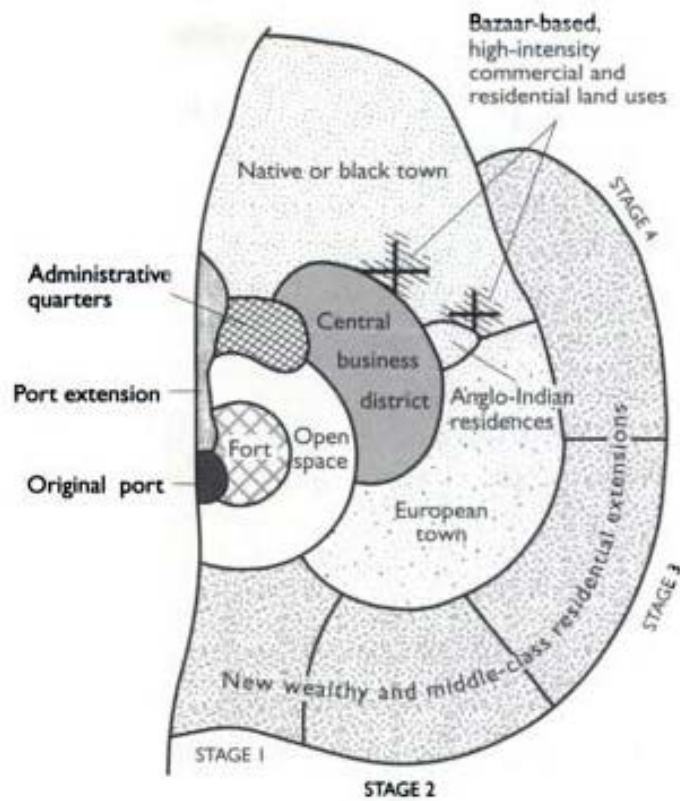 Bazaar-based,
high-intensity
commercial and
residential land uses
Native or black town
STAGE 4
Administrative
quarters
Central
business
district
Port extension
Anglo-Indian
residences
Fort
Open
space
Original port
European
town
New wealthy and middle-class residential extensions
STAGE 3
STAGE 1
STAGE 2